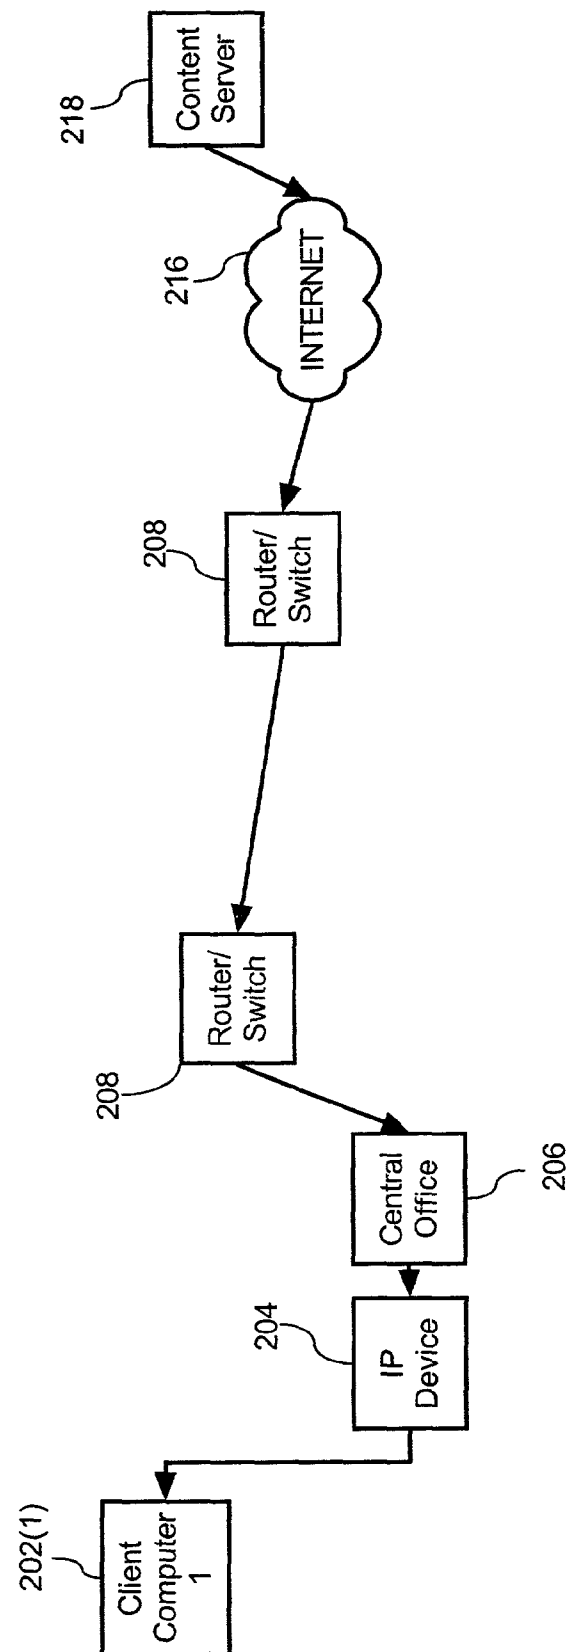 218
Content
Server
216
INTERNET
208
Router/
Switch
208
Router/
Switch
206
Central
Office
204
IP
Device
202(1)
Client
Computer
1